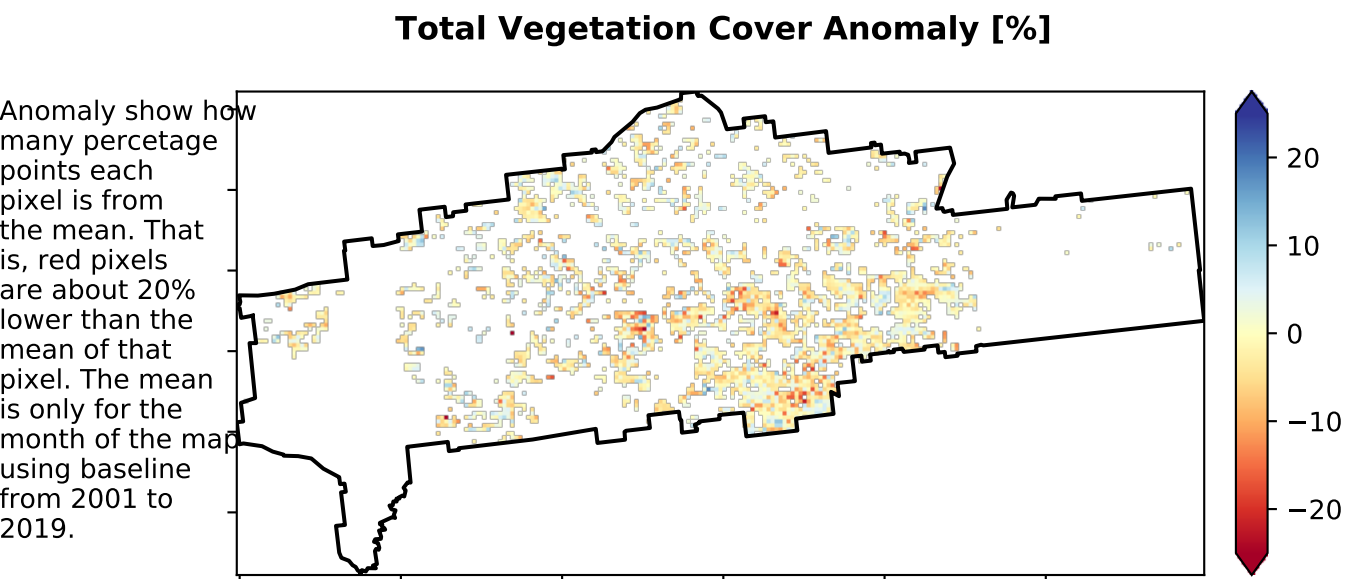 Total Vegetation Cover Anomaly [%]
Anomaly show how
many percetage
points each
pixel is from
the mean. That
is, red pixels
are about 20%
lower than the
mean of that
pixel. The mean
is only for the
month of the map
using baseline
from 2001 to
2019.
20
10
0
−10
−20